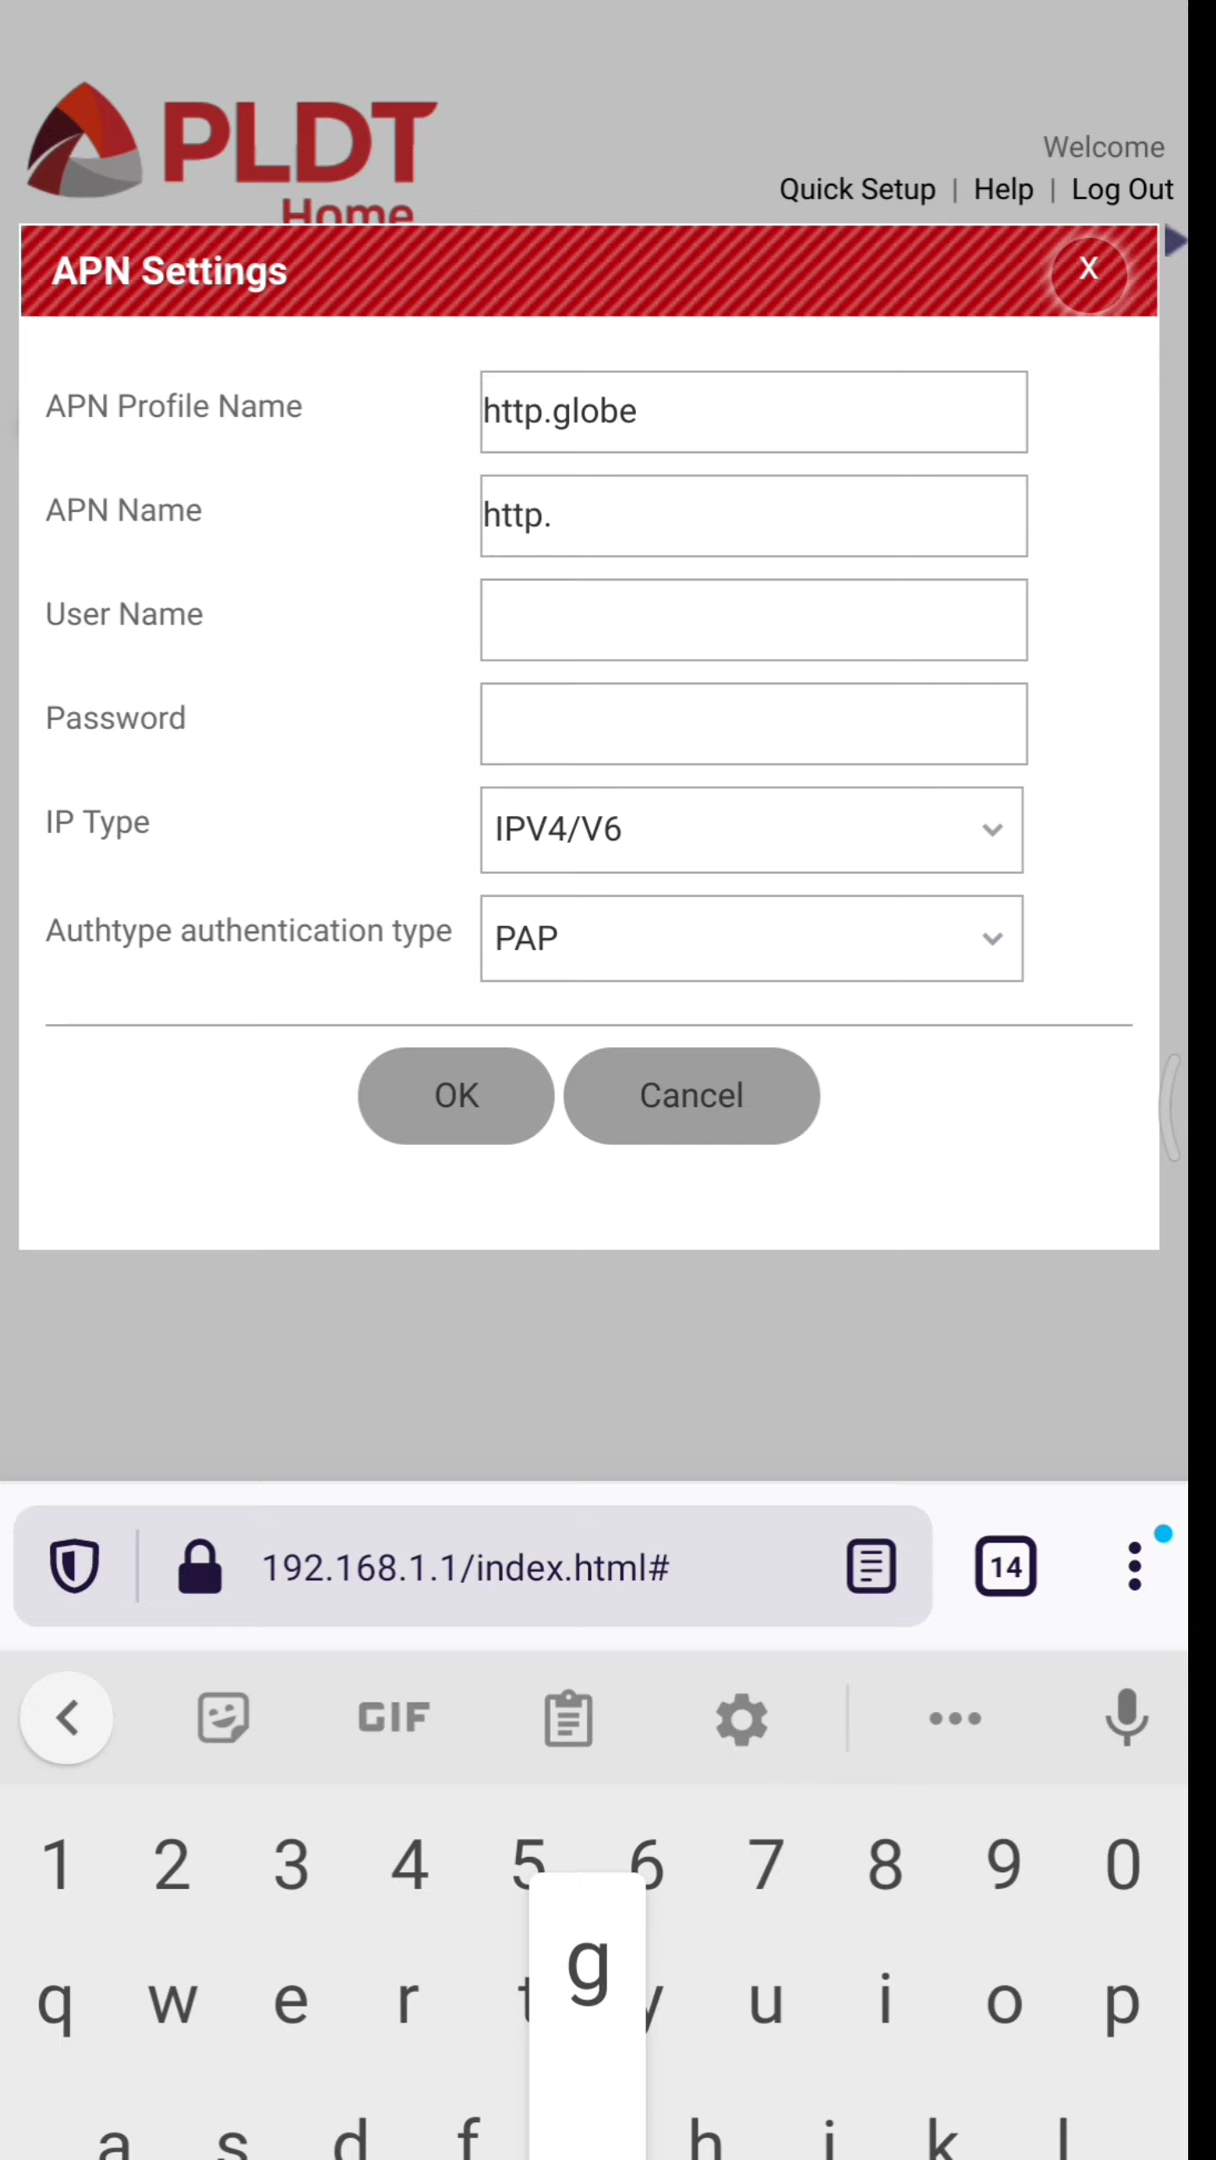 PLDT
Home
Welcome
Quick Setup | Help | Log Out
APN Settings
X
APN Profile Name
http.globe
APN Name
http.
User Name
Password
IP Type
IPV4/V6
Authtype authentication type
PAP
OK
Cancel
192.168.1.1/index.html#
14
GIF
1 2 3 4 5 6 7 8 9 0
g
q w e r t y u i o p
a s d f h j k l